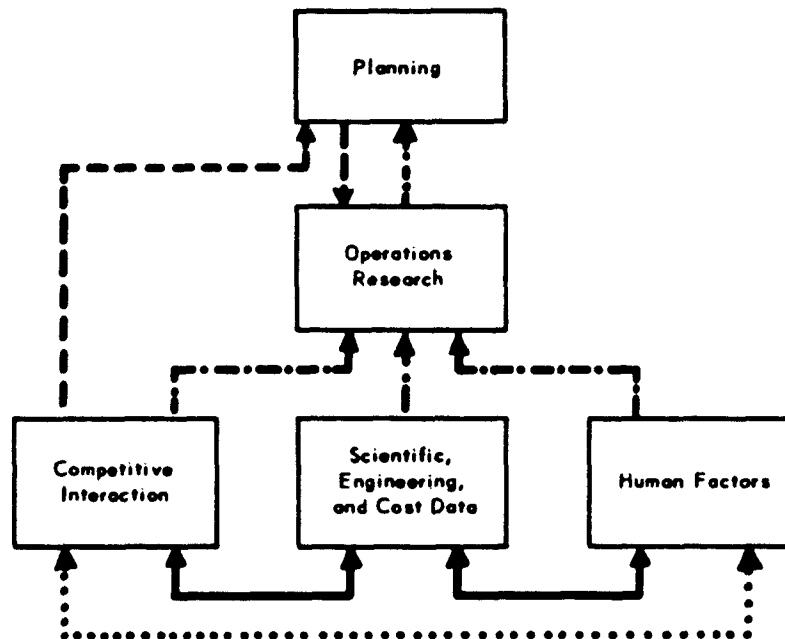 Planning
Operations
Research
Competitive
Interaction
Scientific,
Engineering,
and Cost Data
Human Factors